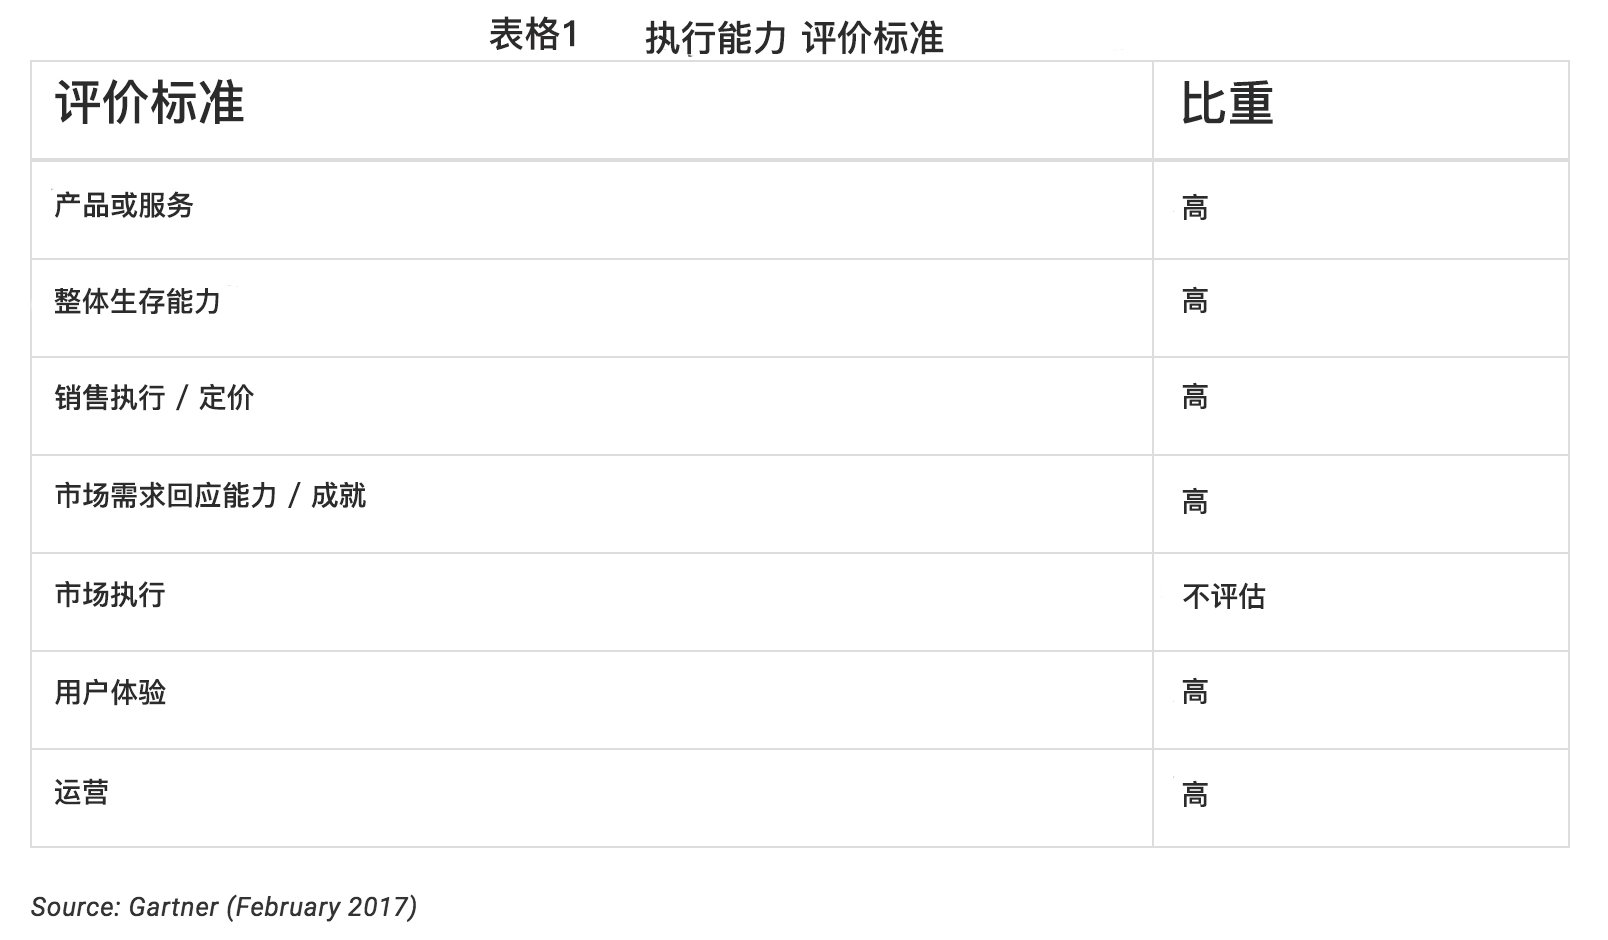 表格1 执行能力 评价标准
评价标准 比重
产品或服务 高
整体生存能力 高
销售执行 / 定价 高
市场需求回应能力 / 成就 高
市场执行 不评估
用户体验 高
运营 高
Source: Gartner (February 2017)